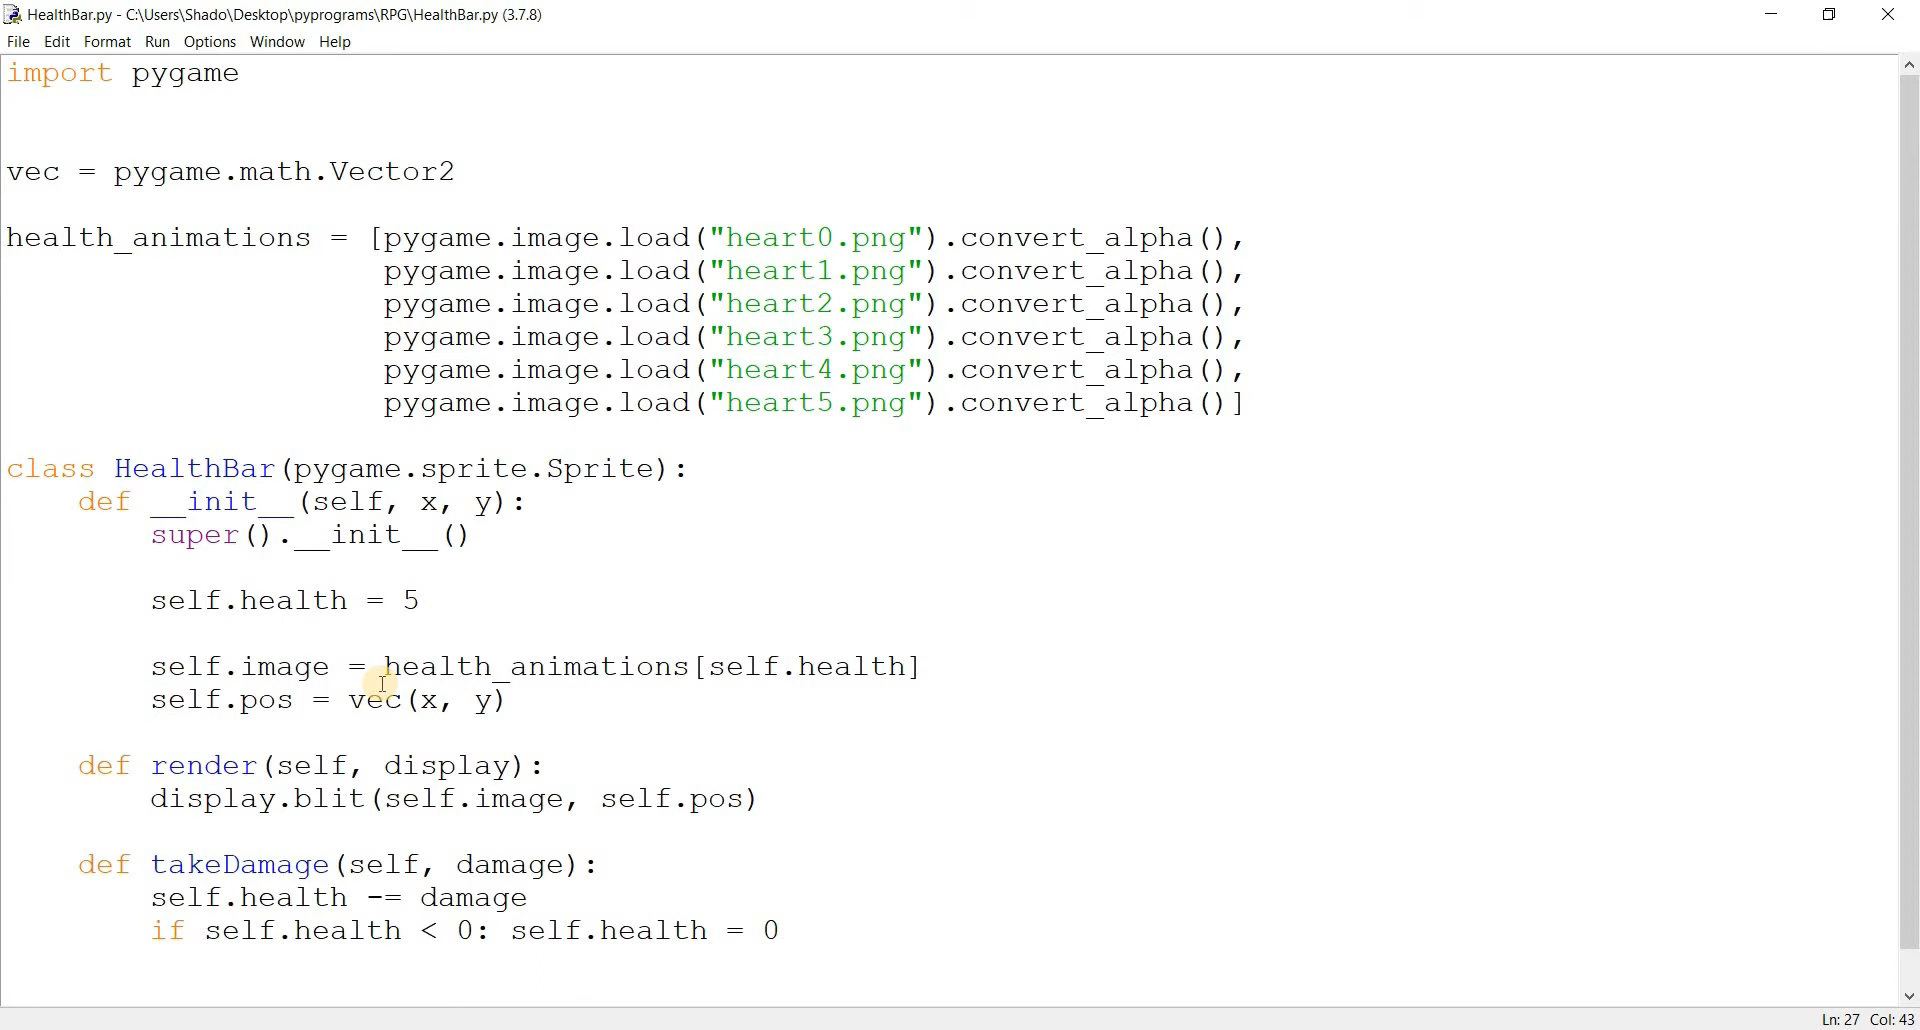 HealthBar.py - C:\Users\Shado\Desktop\pyprograms\RPG\HealthBar.py (3.7.8)
File Edit Format Run Options Window Help
import pygame
vec = pygame.math.Vector2
health_animations = [pygame.image.load("heart0.png").convert_alpha(),
                     pygame.image.load("heart1.png").convert_alpha(),
                     pygame.image.load("heart2.png").convert_alpha(),
                     pygame.image.load("heart3.png").convert_alpha(),
                     pygame.image.load("heart4.png").convert_alpha(),
                     pygame.image.load("heart5.png").convert_alpha()]
class HealthBar(pygame.sprite.Sprite):
    def __init__(self, x, y):
        super().__init__()
        self.health = 5
        self.image = health_animations[self.health]
        self.pos = vec(x, y)
    def render(self, display):
        display.blit(self.image, self.pos)
    def takeDamage(self, damage):
        self.health -= damage
        if self.health < 0: self.health = 0
Ln: 27 Col: 43